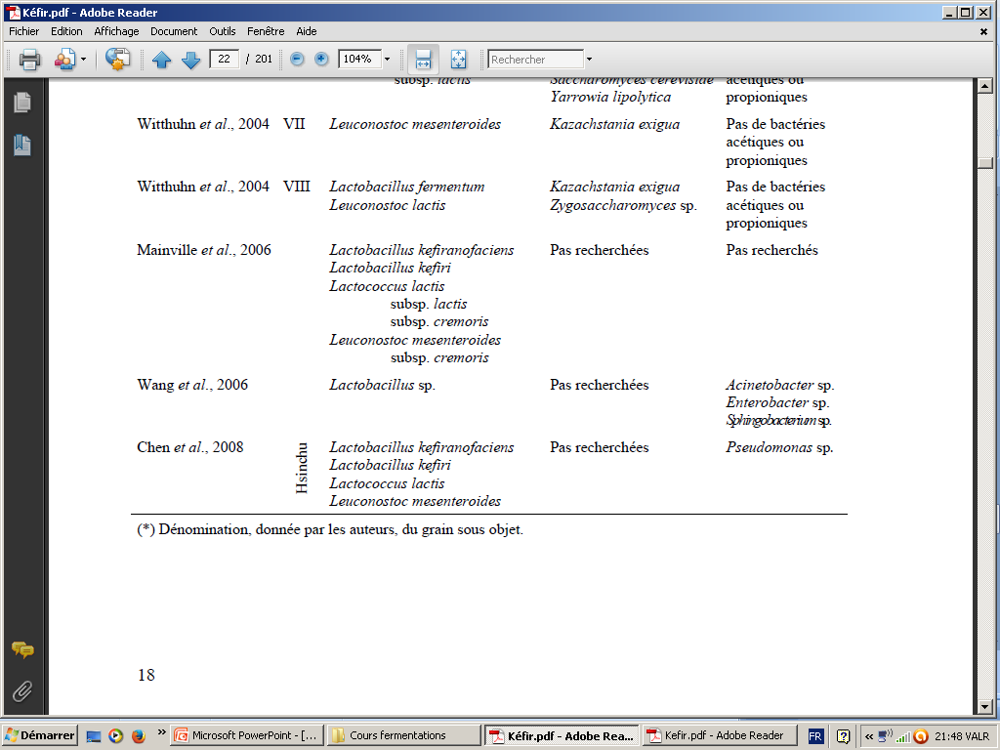 Kéfir.pdf - Adobe Reader
Fichier Edition Affichage Document Outils Fenêtre Aide
22 / 201 104% Rechercher
subsp. lactis Saccharomyces cerevisiae acétiques ou
Yarrowia lipolytica propioniques
Witthuhn et al., 2004 VII Leuconostoc mesenteroides Kazachstania exigua Pas de bactéries
acétiques ou
propioniques
Witthuhn et al., 2004 VIII Lactobacillus fermentum Kazachstania exigua Pas de bactéries
Leuconostoc lactis Zygosaccharomyces sp. acétiques ou
propioniques
Mainville et al., 2006 Lactobacillus kefiranofaciens Pas recherchées Pas recherchés
Lactobacillus kefiri
Lactococcus lactis
subsp. lactis
subsp. cremoris
Leuconostoc mesenteroides
subsp. cremoris
Wang et al., 2006 Lactobacillus sp. Pas recherchées Acinetobacter sp.
Enterobacter sp.
Sphingobacterium sp.
Chen et al., 2008 Hsinchu Lactobacillus kefiranofaciens Pas recherchées Pseudomonas sp.
Lactobacillus kefiri
Lactococcus lactis
Leuconostoc mesenteroides
(*) Dénomination, donnée par les auteurs, du grain sous objet.
18
Démarrer » Microsoft PowerPoint - [... Cours fermentations Kéfir.pdf - Adobe Rea... Kefir.pdf - Adobe Reader FR « 21:48 VALR